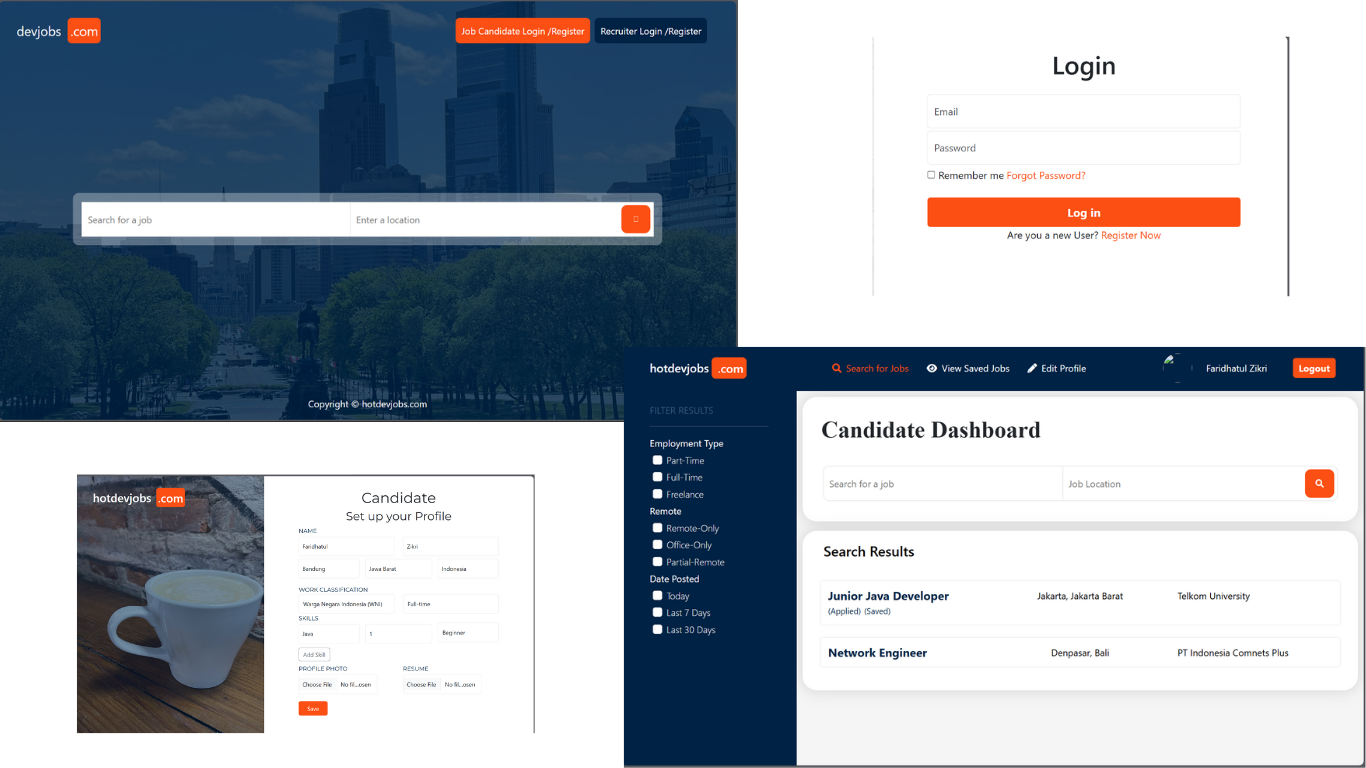 devjobs .com
Job Candidate Login /Register
Recruiter Login /Register
Search for a job
Enter a location
Copyright © hotdevjobs.com
Login
Email
Password
Remember me Forgot Password?
Log in
Are you a new User? Register Now
hotdevjobs .com
Candidate
Set up your Profile
NAME
Faridhatul
Zikri
Bandung
Jawa Barat
Indonesia
WORK CLASSIFICATION
Warga Negara Indonesia (WNI)
Full-time
SKILLS
Java
1
Beginner
Add Skill
PROFILE PHOTO
RESUME
Choose File No fil...osen
Choose File No fil...osen
Save
hotdevjobs .com
Search for Jobs
View Saved Jobs
Edit Profile
Faridhatul Zikri
Logout
FILTER RESULTS
Employment Type
Part-Time
Full-Time
Freelance
Remote
Remote-Only
Office-Only
Partial-Remote
Date Posted
Today
Last 7 Days
Last 30 Days
Candidate Dashboard
Search for a job
Job Location
Search Results
Junior Java Developer
(Applied) (Saved)
Jakarta, Jakarta Barat
Telkom University
Network Engineer
Denpasar, Bali
PT Indonesia Comnets Plus